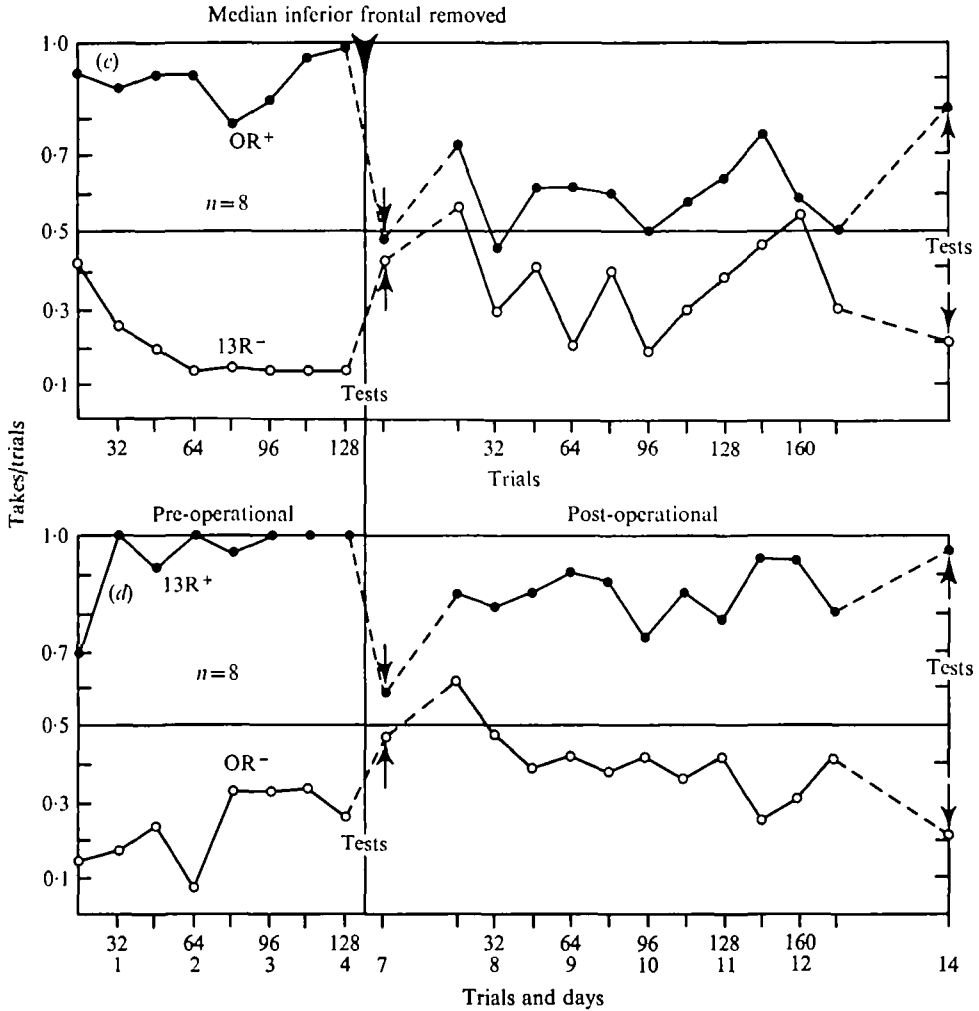 Median inferior frontal removed
1·0
(c)
OR⁺
0·7
n=8
0·5
Tests
0·3
13R⁻
0·1
Tests
32 64 96 128 32 64 96 128 160
Trials
Takes/trials
Pre-operational Post-operational
1·0
13R⁺
(d)
0·7
n=8
Tests
0·5
OR⁻
0·3
Tests
0·1
32 64 96 128 32 64 96 128 160
1 2 3 4 7 8 9 10 11 12 14
Trials and days